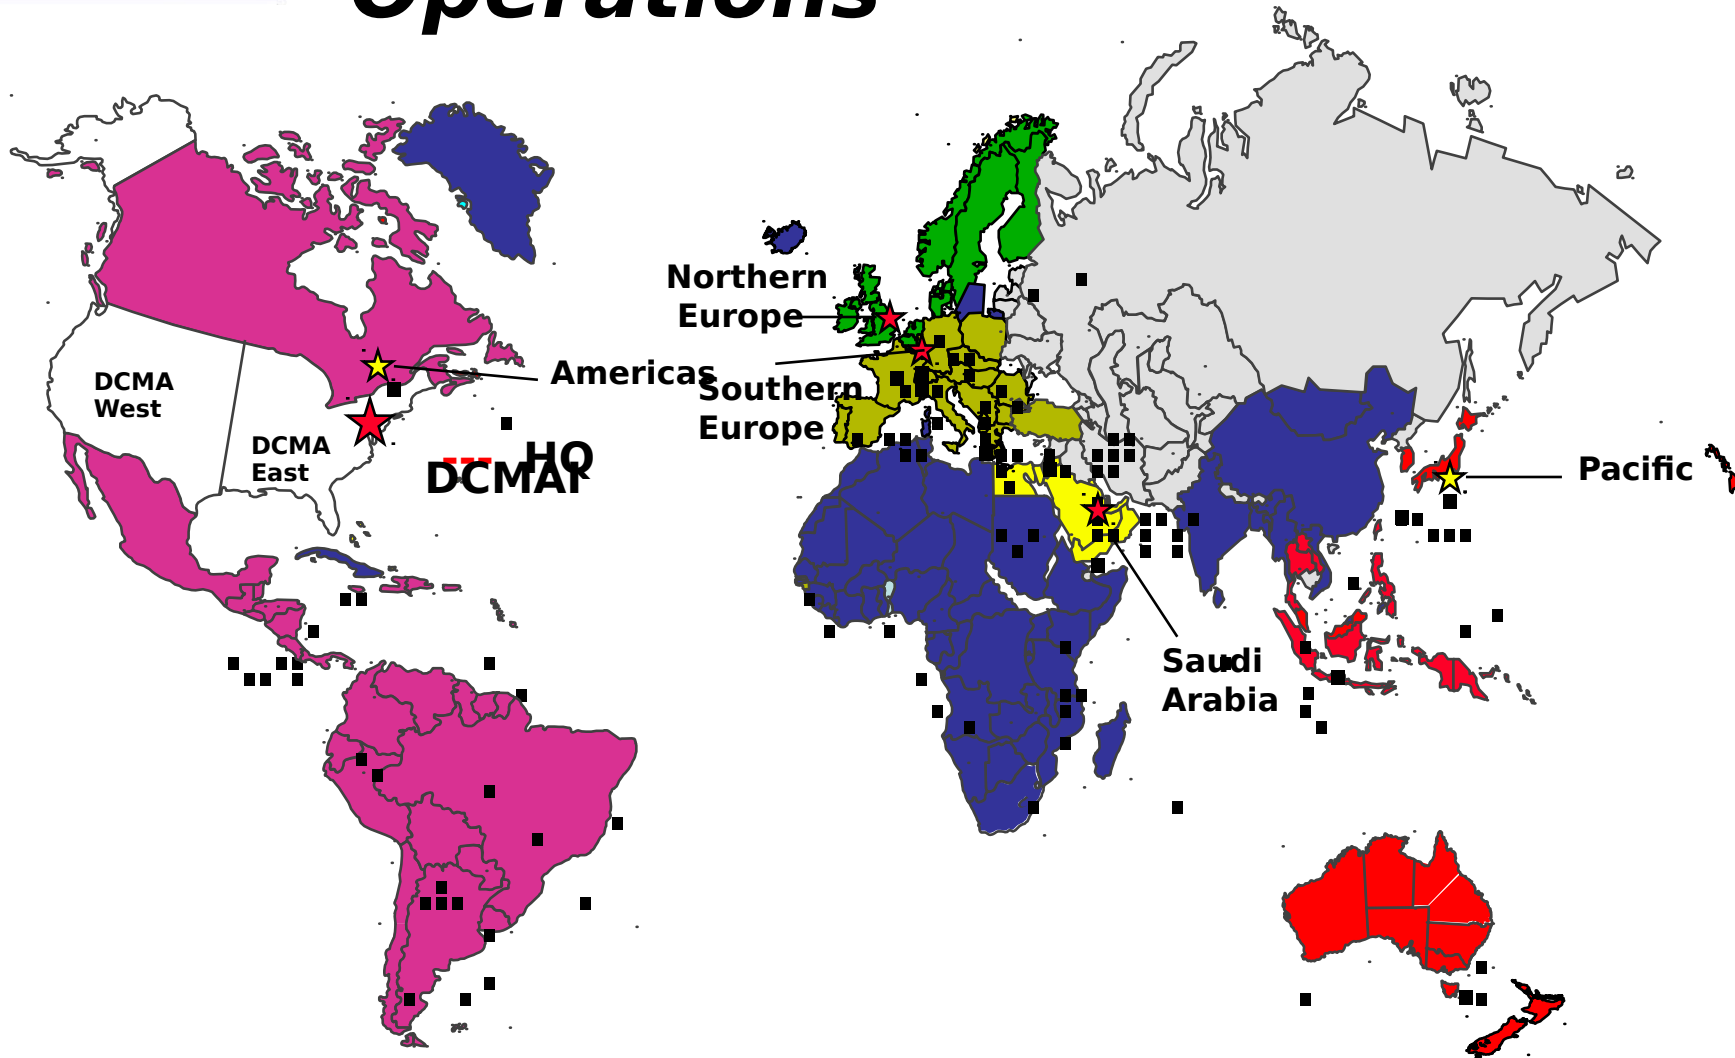 Operations
Northern
Europe
Americas
Southern
Europe
DCMA
West
DCMA
East
HQ
DCMAI
Pacific
Saudi
Arabia